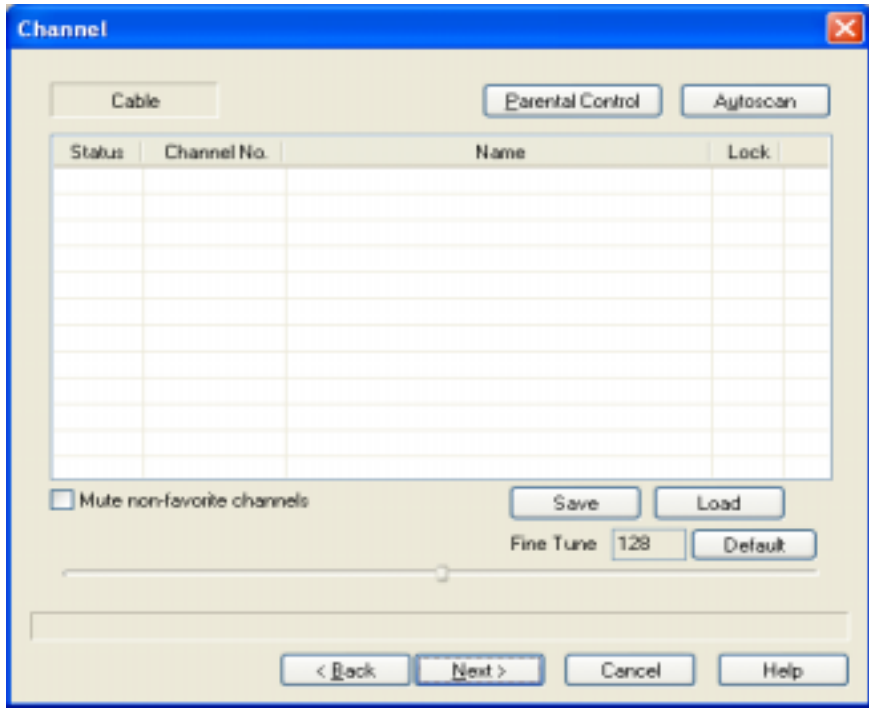 Channel
Cable
Parental Control
Autoscan
Status Channel No. Name Lock
Mute non-favorite channels
Save
Load
Fine Tune 128 Default
< Back
Next >
Cancel
Help